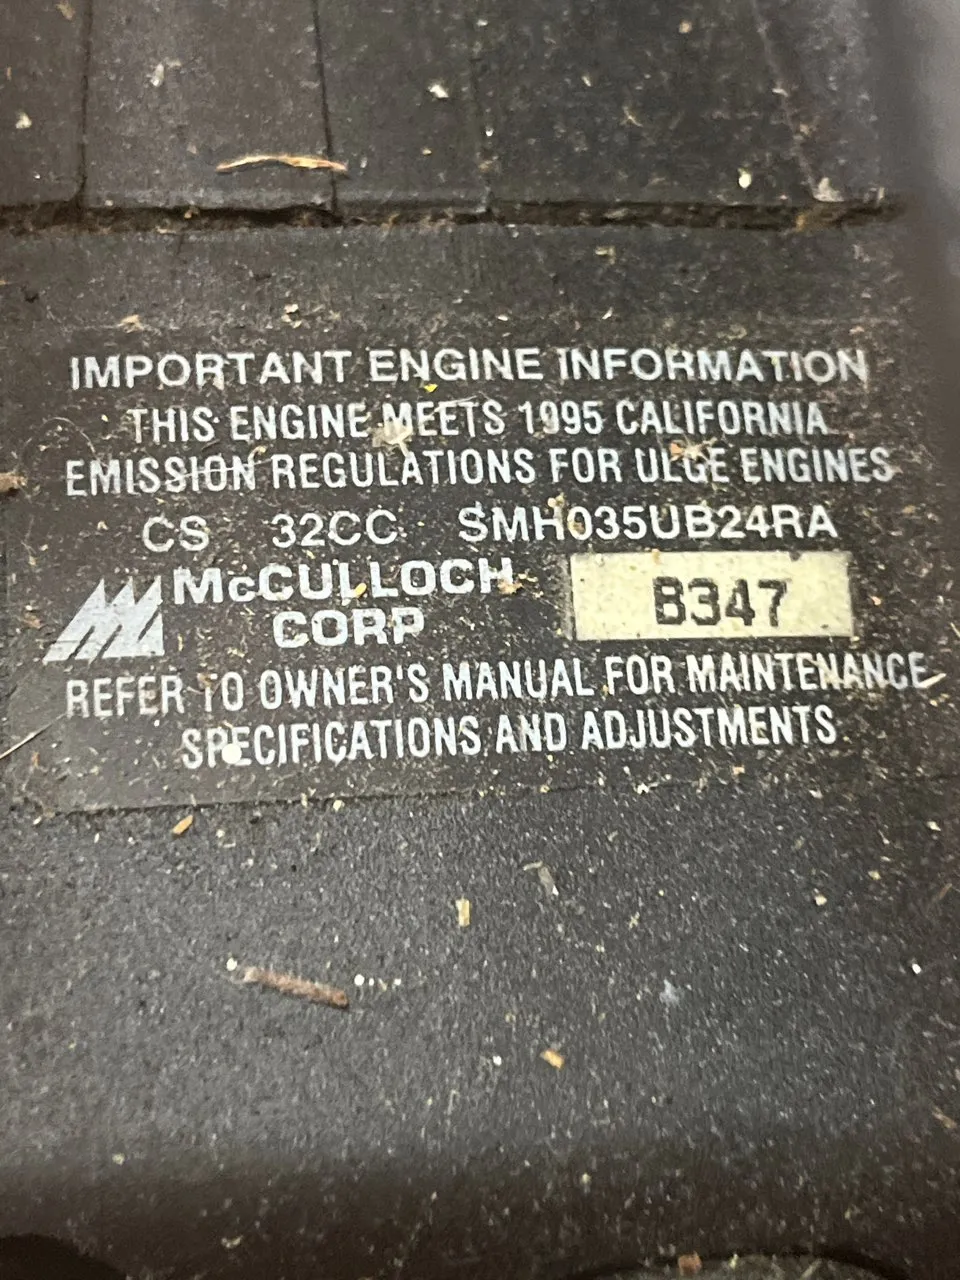 IMPORTANT ENGINE INFORMATION
THIS ENGINE MEETS 1995 CALIFORNIA
EMISSION REGULATIONS FOR ULGE ENGINES
CS 32CC SMH035UB24RA
McCULLOCH
CORP
B347
REFER TO OWNER'S MANUAL FOR MAINTENANCE
SPECIFICATIONS AND ADJUSTMENTS